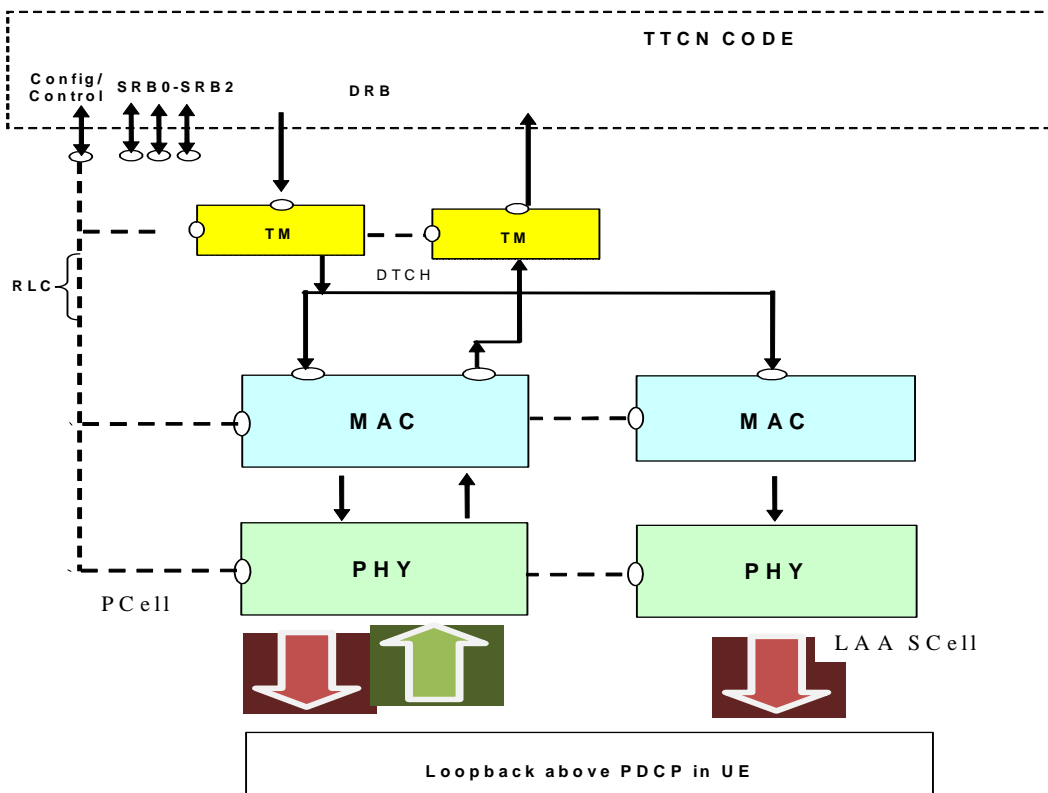 TTCN CODE
Config/
Control
SRB0-SRB2
DRB
TM
TM
DTCH
RLC
MAC
MAC
PHY
PHY
PCell
LAA SCell
Loopback above PDCP in UE